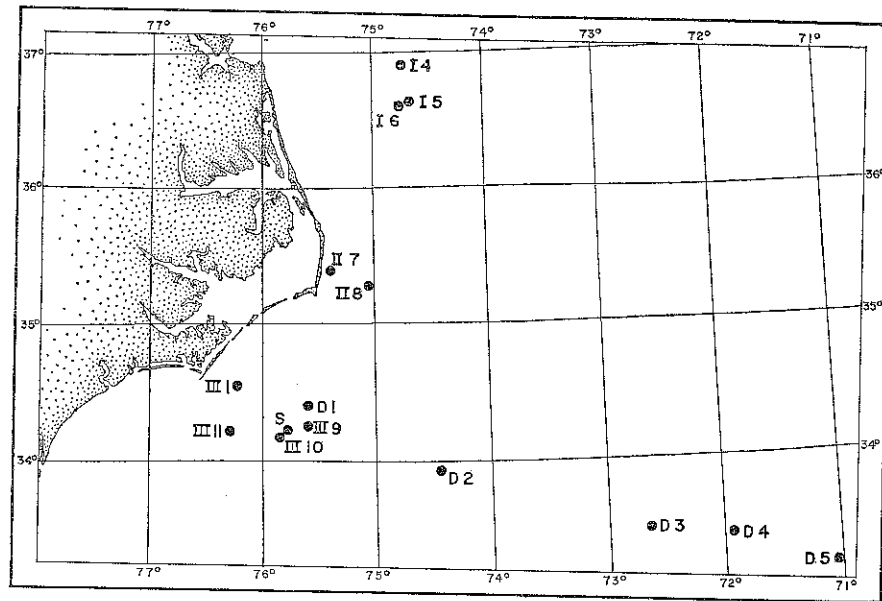 77° 76° 75° 74° 73° 72° 71°
37°
I 4
I 5
I 6
36° 36°
II 7
II 8
35° 35°
III 1
D 1
S
III 11 III 9
III 10
34° 34°
D 2
D 3 D 4
D 5
77° 76° 75° 74° 73° 72° 71°